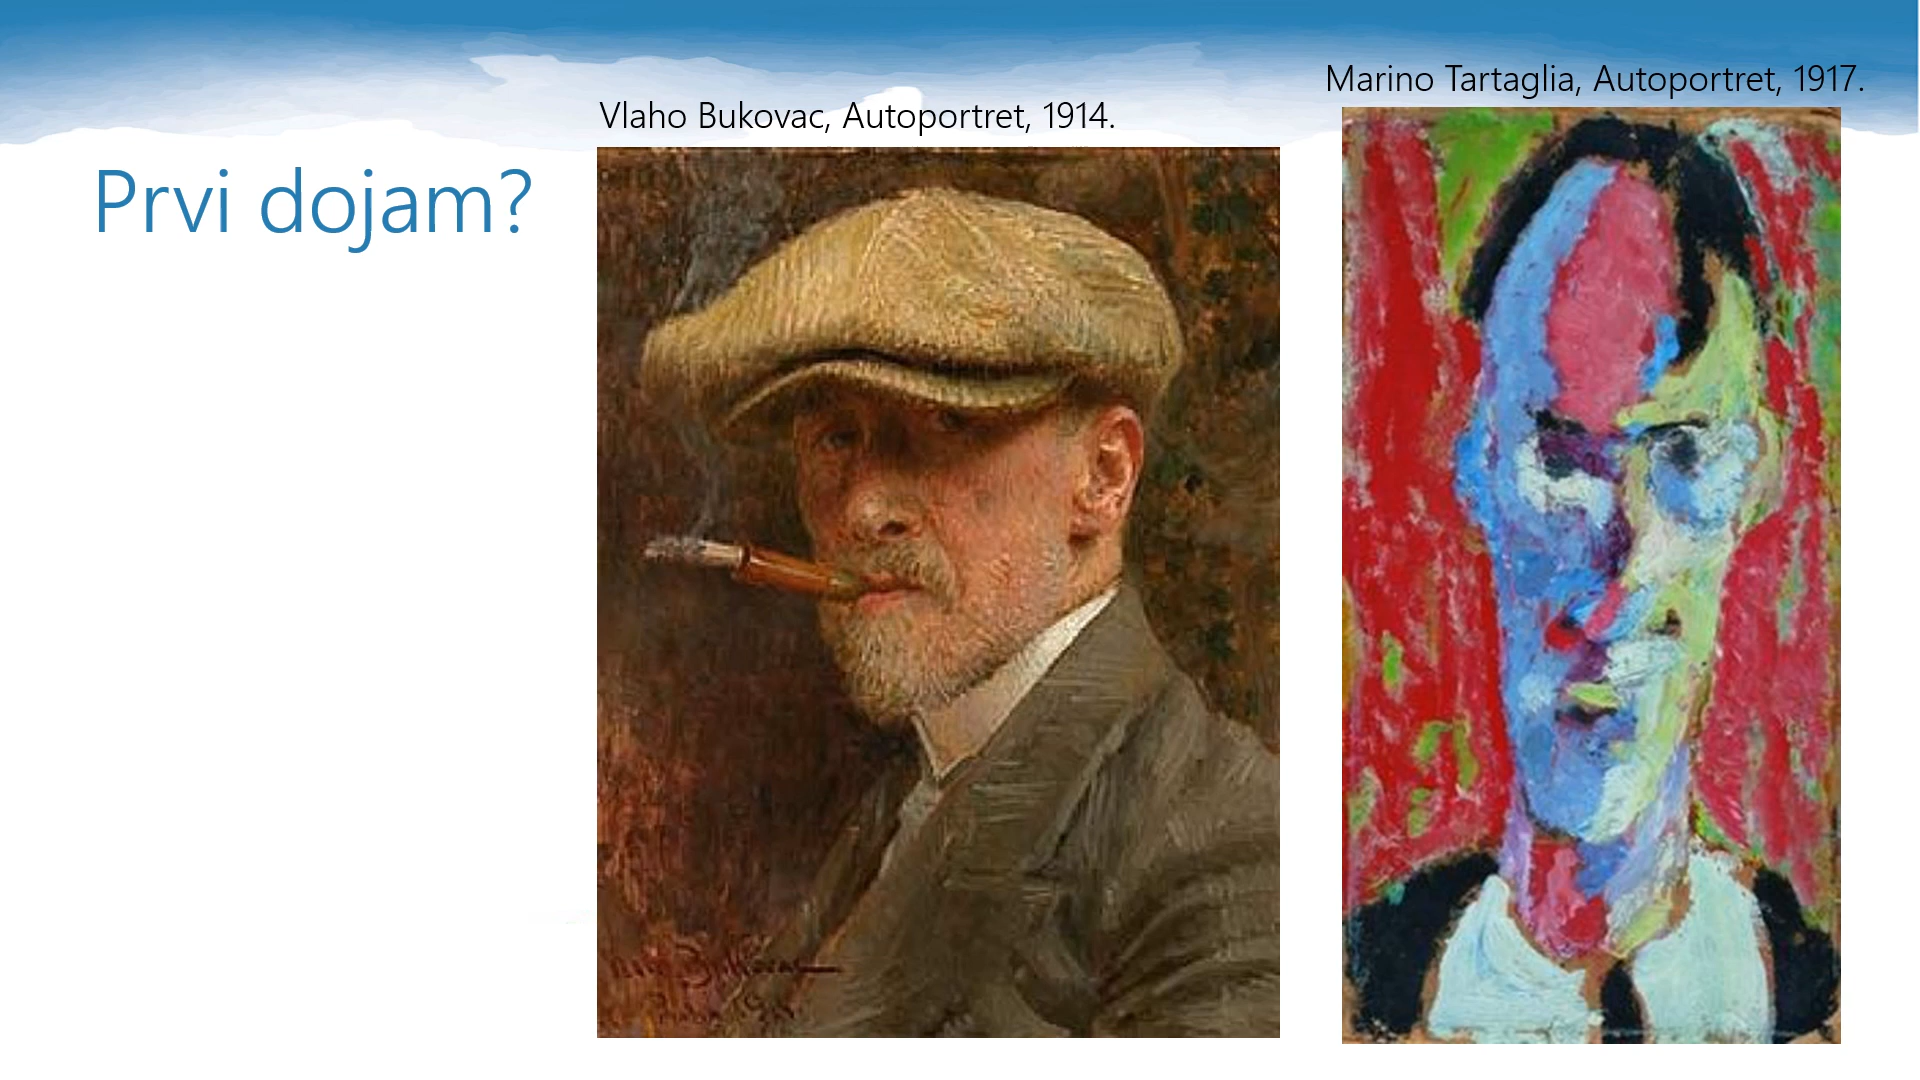 Marino Tartaglia, Autoportret, 1917.
Vlaho Bukovac, Autoportret, 1914.
Prvi dojam?